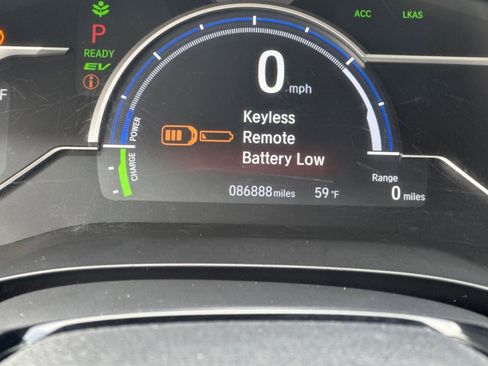 ACC LKAS
P
READY
EV
F
0 mph
Keyless
Remote
Battery Low
POWER
CHARGE
Range
086888 miles 59°F 0 miles